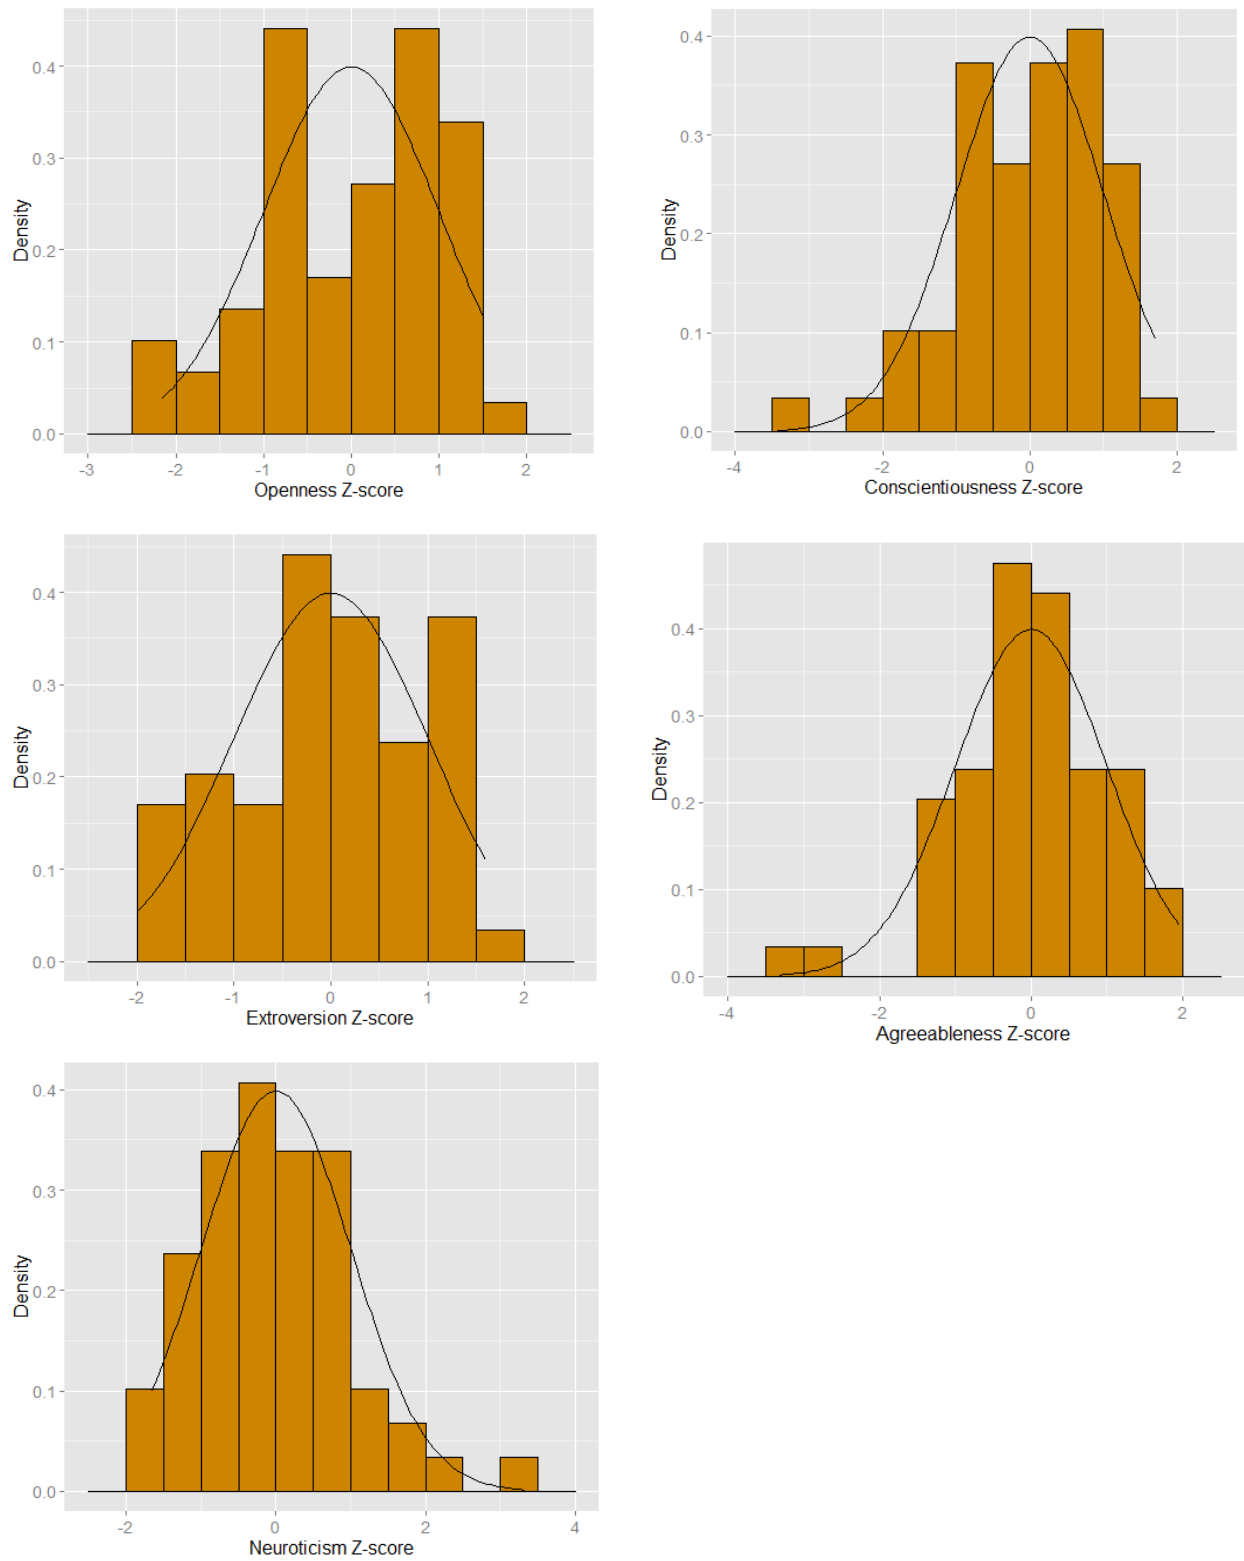 Density
0.4
0.3
0.2
0.1
0.0
-3 -2 -1 0 1 2
Openness Z-score
Density
0.4
0.3
0.2
0.1
0.0
-4 -2 0 2
Conscientiousness Z-score
Density
0.4
0.3
0.2
0.1
0.0
-2 -1 0 1 2
Extroversion Z-score
Density
0.4
0.3
0.2
0.1
0.0
-4 -2 0 2
Agreeableness Z-score
Density
0.4
0.3
0.2
0.1
0.0
-2 0 2 4
Neuroticism Z-score